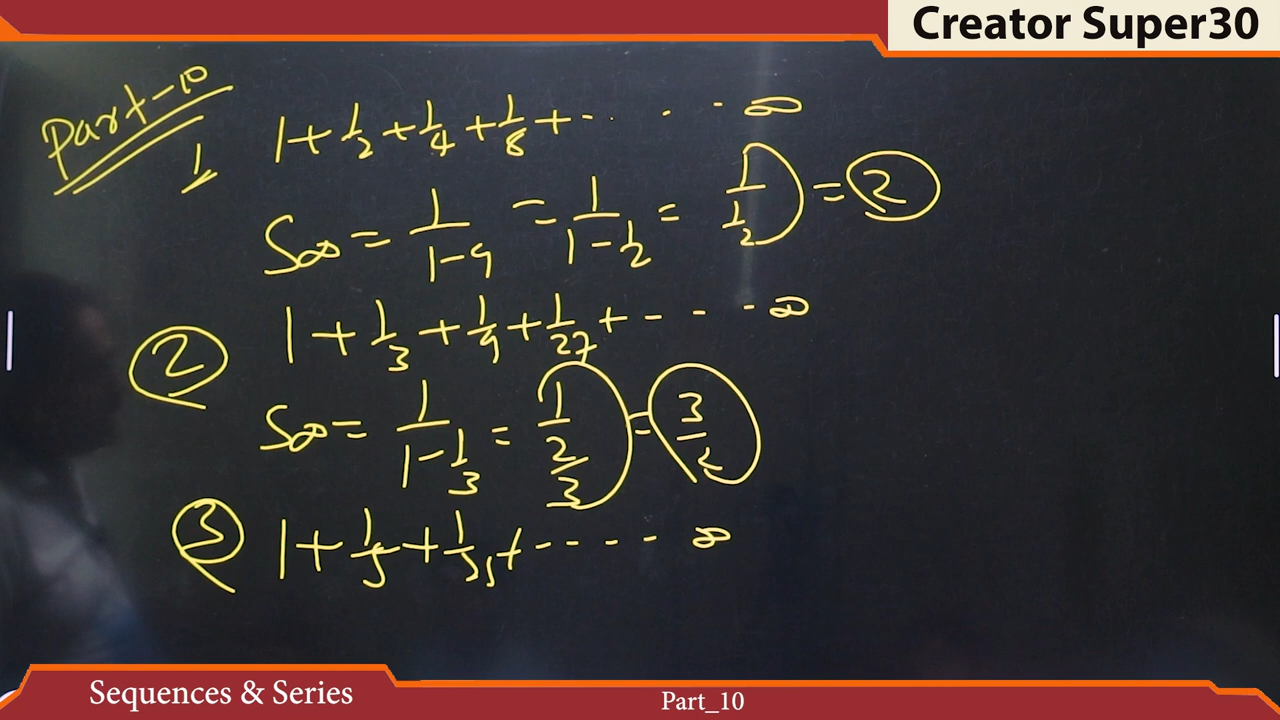 Creator Super30
Part-10
1 1 + 1/2 + 1/4 + 1/8 + - - - - - ∞
S∞ = 1/(1-r) = 1/(1 - 1/2) = 1/(1/2) = 2
2 1 + 1/3 + 1/9 + 1/27 + - - - - ∞
S∞ = 1/(1 - 1/3) = 1/(2/3) = 3/2
3 1 + 1/5 + 1/25 + - - - - ∞
Sequences & Series
Part_10